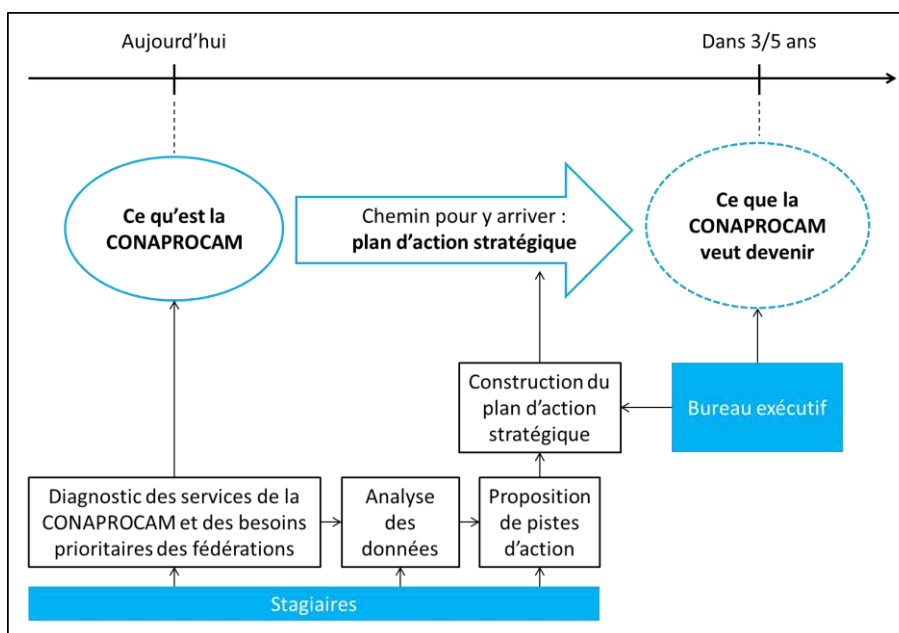 Aujourd’hui
Dans 3/5 ans
Ce qu’est la
CONAPROCAM
Chemin pour y arriver :
plan d’action stratégique
Ce que la
CONAPROCAM
veut devenir
Construction du
plan d’action
stratégique
Bureau exécutif
Diagnostic des services de la
CONAPROCAM et des besoins
prioritaires des fédérations
Analyse
des
données
Proposition
de pistes
d’action
Stagiaires